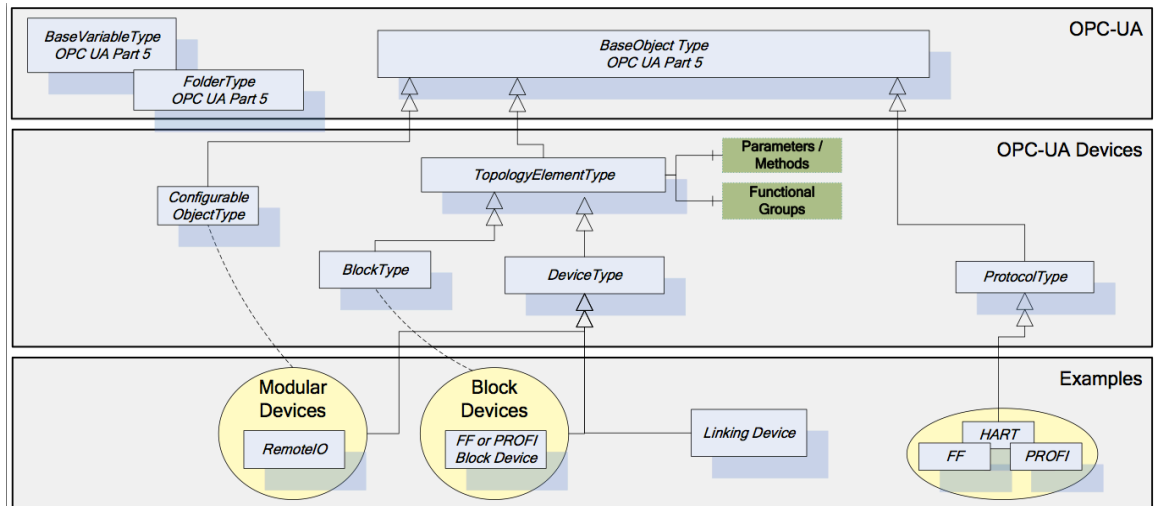 OPC-UA
BaseVariableType
OPC UA Part 5
FolderType
OPC UA Part 5
BaseObject Type
OPC UA Part 5
OPC-UA Devices
Parameters /
Methods
Functional
Groups
TopologyElementType
Configurable
ObjectType
BlockType
DeviceType
ProtocolType
Examples
Modular
Devices
RemoteIO
Block
Devices
FF or PROFI
Block Device
Linking Device
HART
FF
PROFI